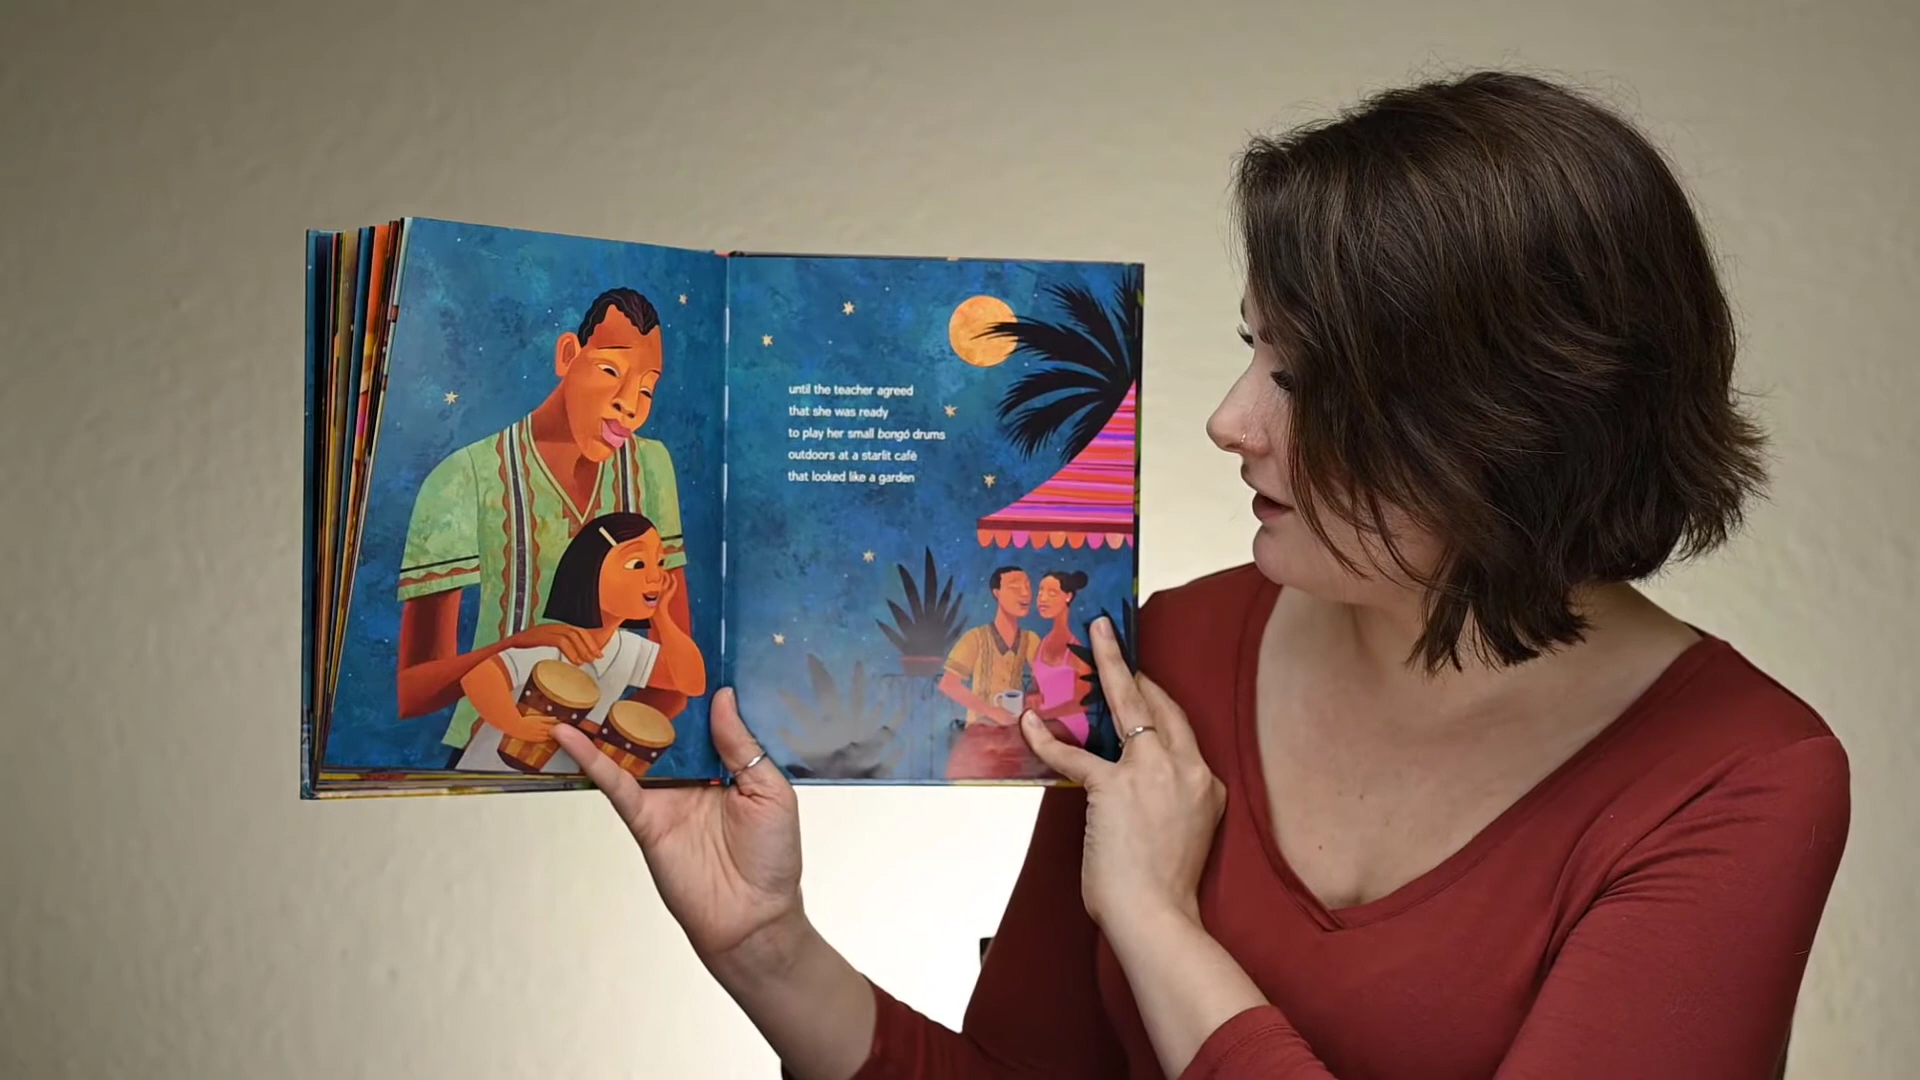 until the teacher agreed
that she was ready
to play her small bongó drums
outdoors at a starlit café
that looked like a garden